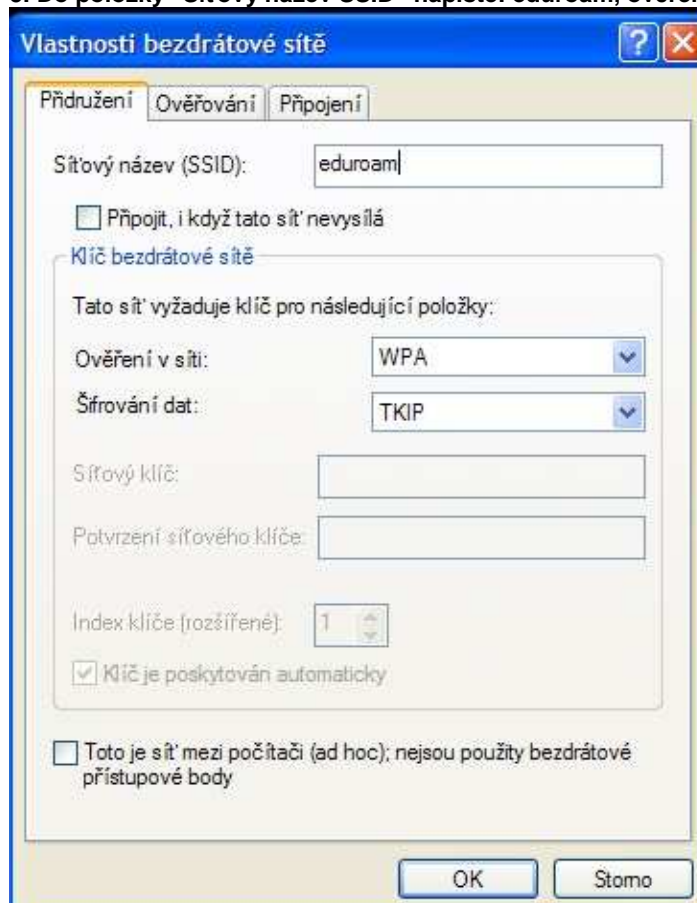 Vlastnosti bezdrátové sítě
Přidružení Ověřování Připojení
Síťový název (SSID): eduroam
Připojit, i když tato síť nevysílá
Klíč bezdrátové sítě
Tato síť vyžaduje klíč pro následující položky:
Ověření v síti: WPA
Šifrování dat: TKIP
Síťový klíč:
Potvrzení síťového klíče:
Index klíče (rozšířené): 1
Klíč je poskytován automaticky
Toto je síť mezi počítači (ad hoc); nejsou použity bezdrátové
přístupové body
OK Storno